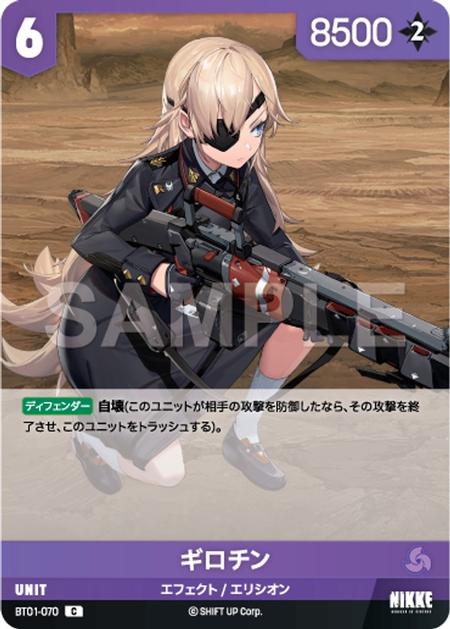 6
8500
2
SAMPLE
ディフェンダー 自壊(このユニットが相手の攻撃を防御したなら、その攻撃を終
了させ、このユニットをトラッシュする)。
ギロチン
UNIT
エフェクト / エリシオン
BT01-070 C
© SHIFT UP Corp.
NIKKE